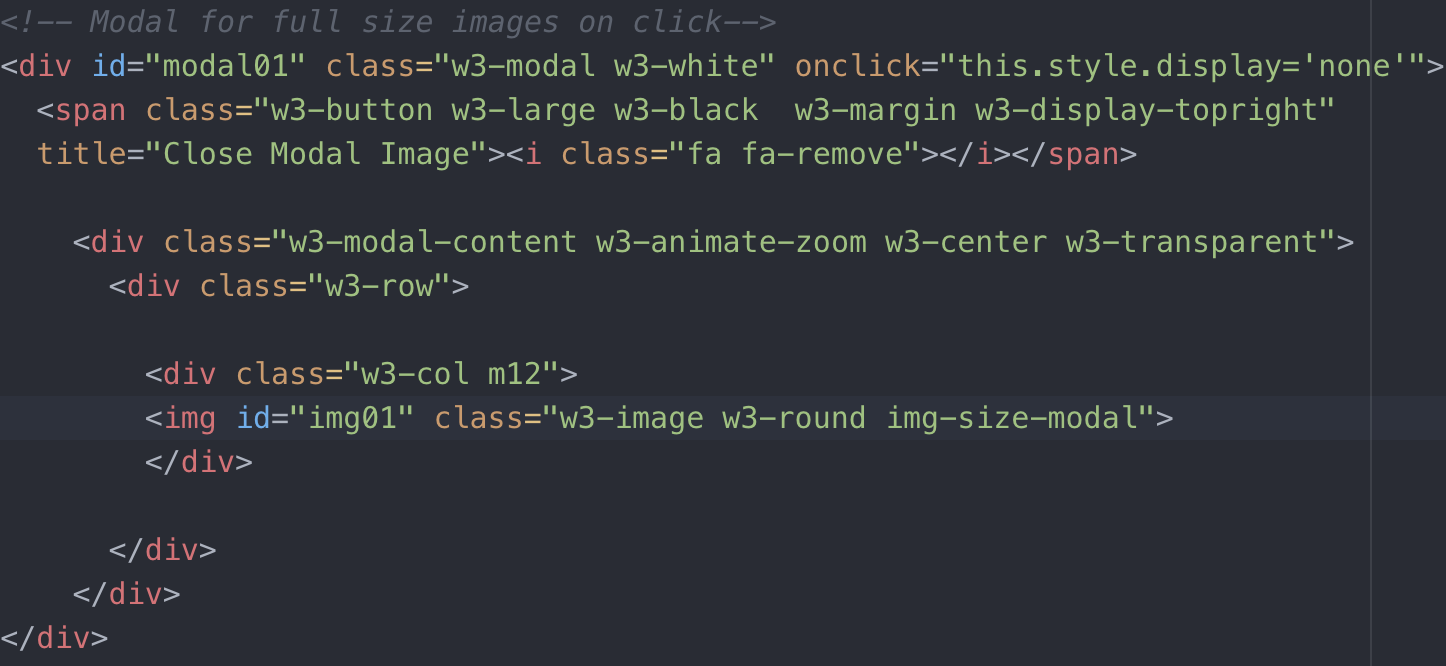 <!-- Modal for full size images on click-->
<div id="modal01" class="w3-modal w3-white" onclick="this.style.display='none'">
  <span class="w3-button w3-large w3-black  w3-margin w3-display-topright"
  title="Close Modal Image"><i class="fa fa-remove"></i></span>

    <div class="w3-modal-content w3-animate-zoom w3-center w3-transparent">
      <div class="w3-row">

        <div class="w3-col m12">
        <img id="img01" class="w3-image w3-round img-size-modal">
        </div>

      </div>
    </div>
</div>